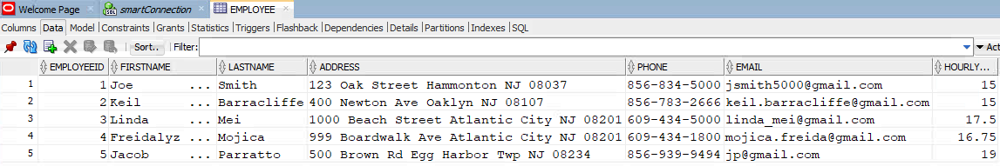 Welcome Page smartConnection EMPLOYEE
Columns Data Model Constraints Grants Statistics Triggers Flashback Dependencies Details Partitions Indexes SQL
Sort.. Filter: Act
EMPLOYEEID FIRSTNAME LASTNAME ADDRESS PHONE EMAIL HOURLY...
1 1 Joe ... Smith 123 Oak Street Hammonton NJ 08037 856-834-5000 jsmith5000@gmail.com 15
2 2 Keil ... Barracliffe 400 Newton Ave Oaklyn NJ 08107 856-783-2666 keil.barracliffe@gmail.com 15
3 3 Linda ... Mei 1000 Beach Street Atlantic City NJ 08201 609-434-5000 linda_mei@gmail.com 17.5
4 4 Freidalyz ... Mojica 999 Boardwalk Ave Atlantic City NJ 08201 609-434-1800 mojica.freida@gmail.com 16.75
5 5 Jacob ... Parratto 500 Brown Rd Egg Harbor Twp NJ 08234 856-939-9494 jp@gmail.com 19